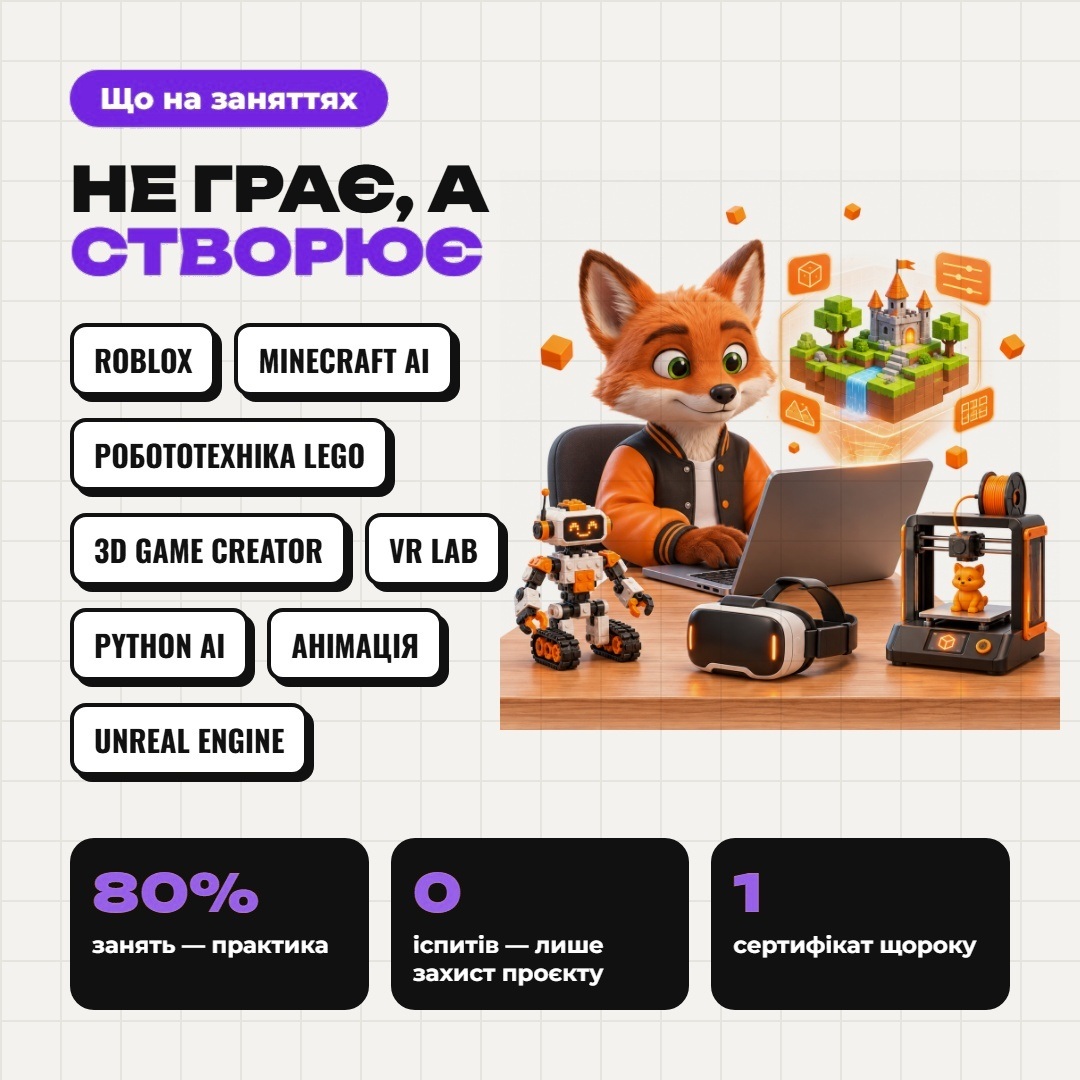 Що на заняттях
НЕ ГРАЄ, А
СТВОРЮЄ
ROBLOX
MINECRAFT AI
РОБОТОТЕХНІКА LEGO
3D GAME CREATOR
VR LAB
PYTHON AI
АНІМАЦІЯ
UNREAL ENGINE
80%
занять — практика
0
іспитів — лише
захист проєкту
1
сертифікат щороку